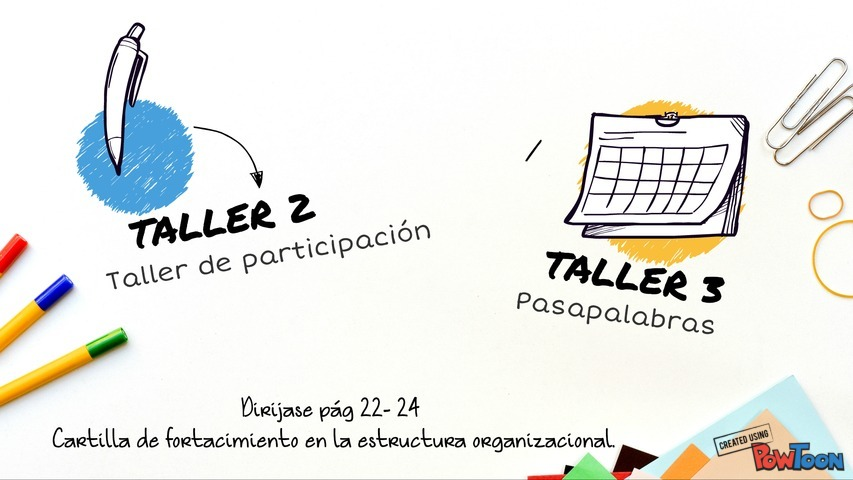 TALLER 2
Taller de participación
TALLER 3
Pasapalabras
Dirijase pág 22- 24
Cartilla de fortacimiento en la estructura organizacional.
CREATED USING
POWTOON